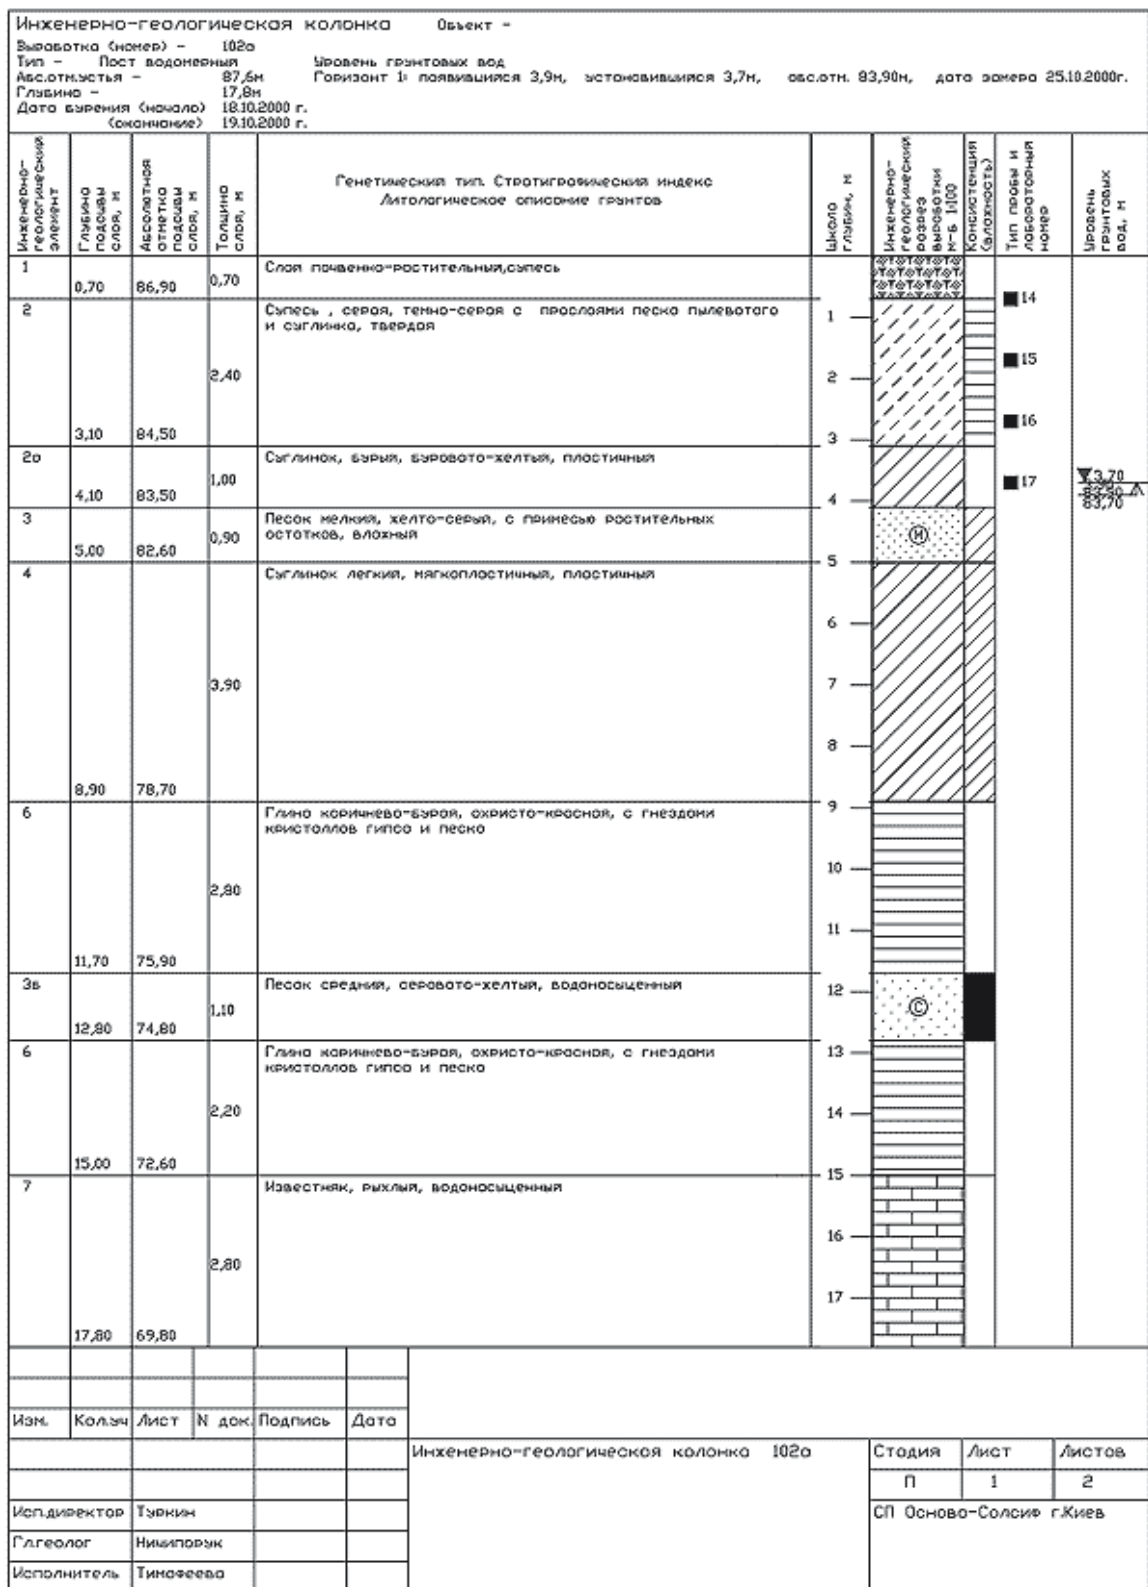 Инженерно-геологическая колонка Объект -
Выработка (номер) - 102а
Тип - Пост водомерный Уровень грунтовых вод
Абс.отм.устья - 87,6м Горизонт 1: появившийся 3,9м, установившийся 3,7м, абс.отм. 83,90м, дата замера 25.10.2000г.
Глубина - 17,8м
Дата бурения (начало) 18.10.2000 г.
(окончание) 19.10.2000 г.
Инженерно-геологический элемент
Глубина подошвы слоя, м
Абсолютная отметка подошвы слоя, м
Толщина слоя, м
Генетический тип. Стратиграфический индекс
Литологическое описание грунтов
Шкала глубин, м
Инженерно-геологический разрез выработки м-б 1:100
Консистенция (влажность)
Тип пробы и лабораторный номер
Уровень грунтовых вод, м
1 0,70 86,90 0,70 Слой почвенно-растительный,супесь
2 3,10 84,50 2,40 Супесь , серая, темно-серая с прослоями песка пылеватого
и суглинка, твердая
2а 4,10 83,50 1,00 Суглинок, бурый, буровато-желтый, пластичный
3 5,00 82,60 0,90 Песок мелкий, желто-серый, с примесью растительных
остатков, влажный
4 8,90 78,70 3,90 Суглинок легкий, мягкопластичный, пластичный
6 11,70 75,90 2,80 Глина коричнево-бурая, охристо-красная, с гнездами
кристаллов гипса и песка
3в 12,80 74,80 1,10 Песок средний, серовато-желтый, водонасыщенный
6 15,00 72,60 2,20 Глина коричнево-бурая, охристо-красная, с гнездами
кристаллов гипса и песка
7 17,80 69,80 2,80 Известняк, рыхлый, водонасыщенный
1
2
3
4
5
6
7
8
9
10
11
12
13
14
15
16
17
М
С
14
15
16
17
3,70
83,70
Изм. Кол.уч Лист N док. Подпись Дата
Инженерно-геологическая колонка 102а
Стадия Лист Листов
П 1 2
Исп.директор Туркин
СП Основа-Солсиф г.Киев
Гл.геолог Ничипорук
Исполнитель Тимофеева